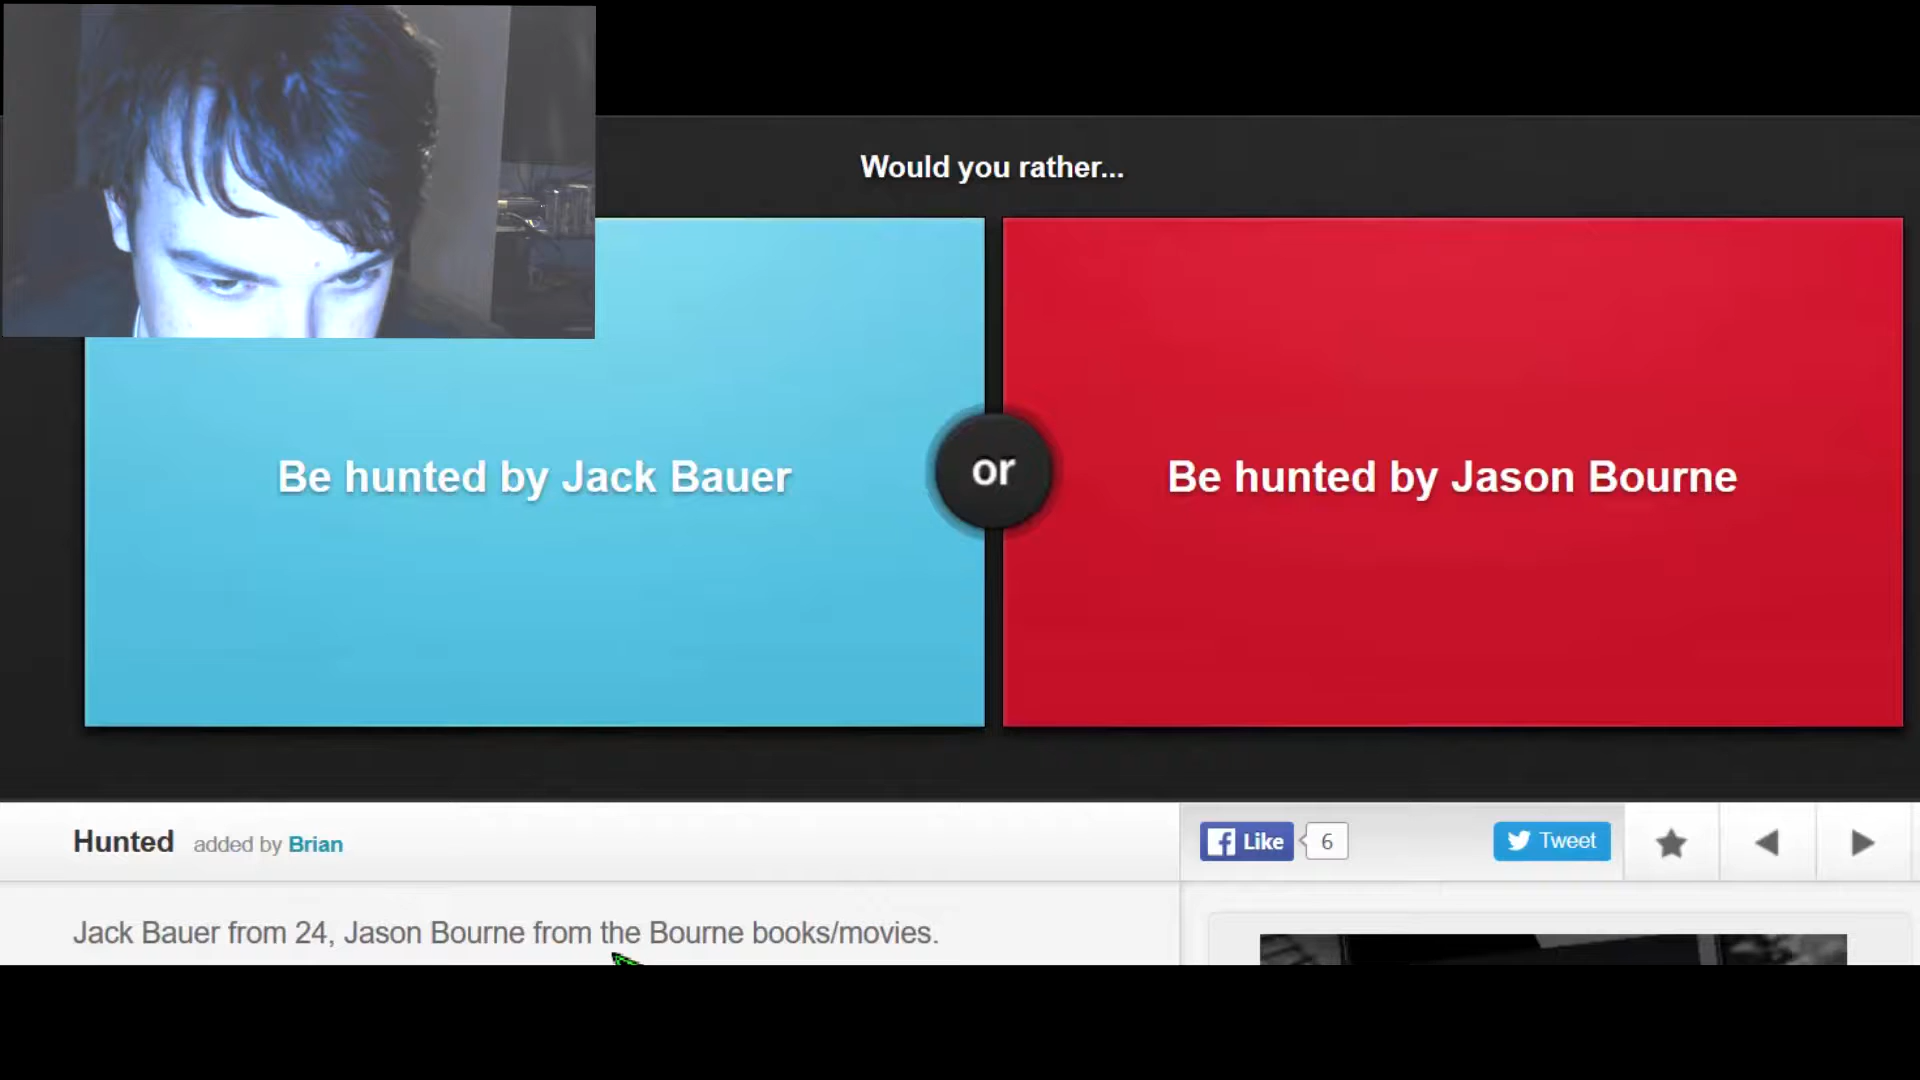 Would you rather...
Be hunted by Jack Bauer
or
Be hunted by Jason Bourne
Hunted added by Brian
Like 6
Tweet
Jack Bauer from 24, Jason Bourne from the Bourne books/movies.